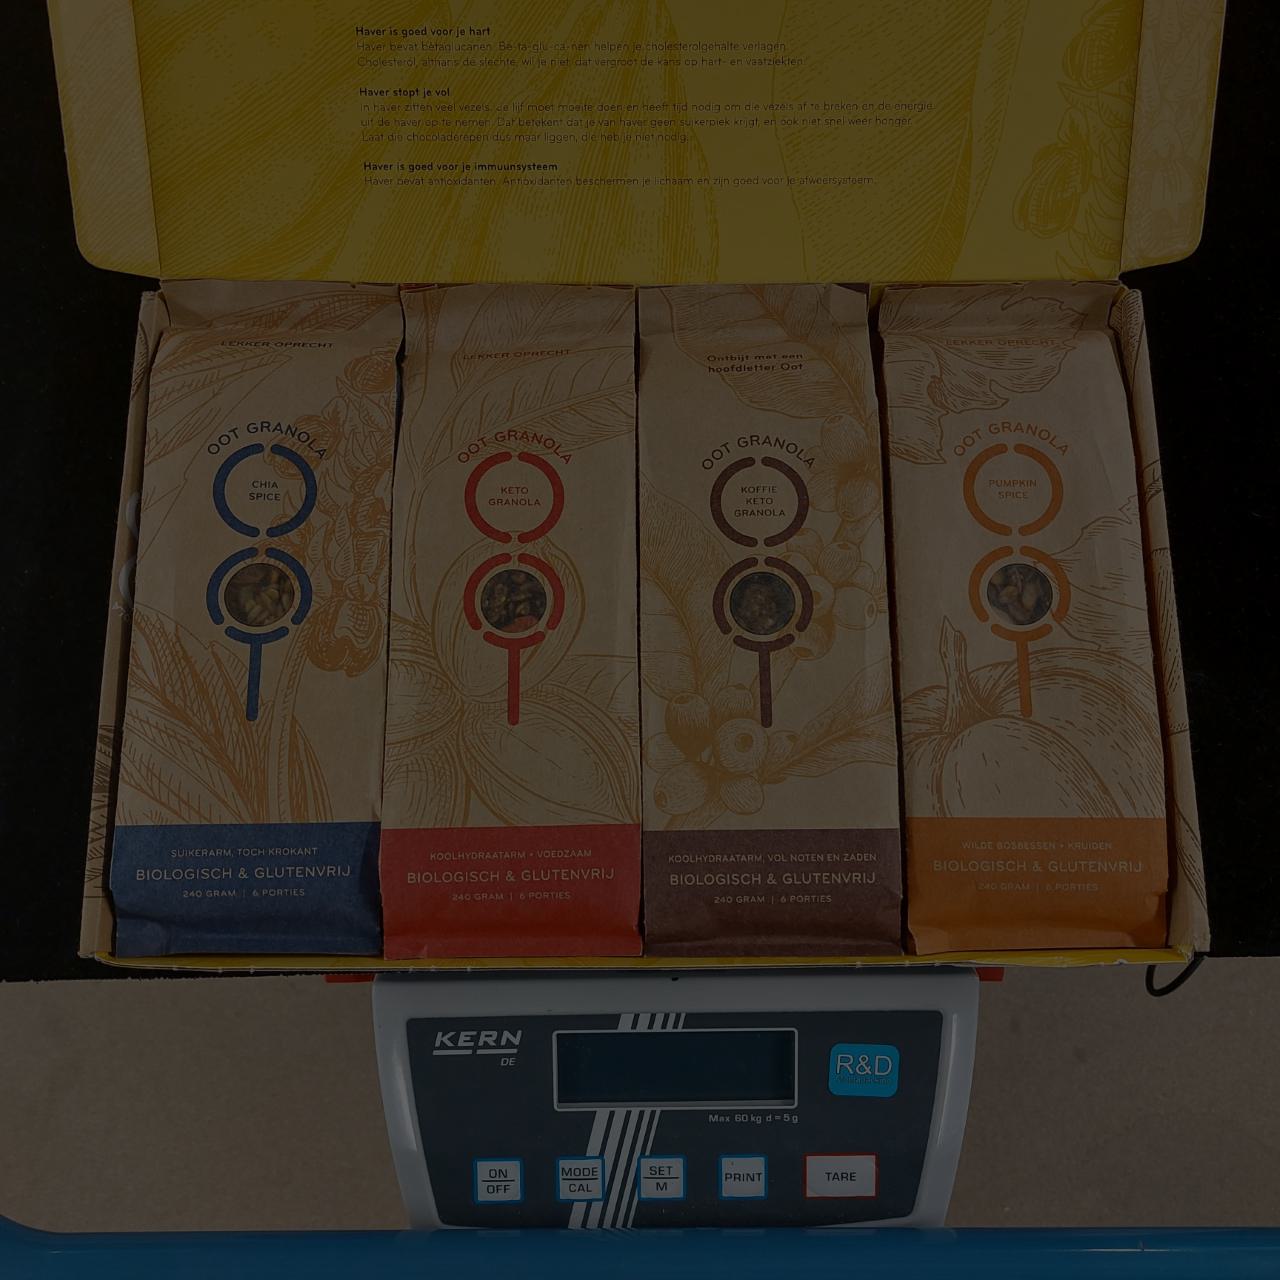 Haver is goed voor je hart
Haver bevat bètaglucanen. Bè-ta-glu-ca-nen helpen je cholesterolgehalte verlagen.
Cholesterol, althans de slechte, wil je niet, dat vergroot de kans op hart- en vaatziekten.
Haver stopt je vol
In haver zitten veel vezels. Je lijf moet moeite doen en heeft tijd nodig om die vezels af te breken en de energie
uit de haver op te nemen. Dat betekent dat je van haver geen suikerpiek krijgt, en ook niet snel weer honger.
Laat die chocoladerepen dus maar liggen, die heb je niet nodig.
Haver is goed voor je immuunsysteem
Haver bevat antioxidanten. Antioxidanten beschermen je lichaam en zijn goed voor je afweersysteem.
LEKKER OPRECHT
OOT GRANOLA
CHIA
SPICE
SUIKERARM, TOCH KROKANT
BIOLOGISCH & GLUTENVRIJ
240 GRAM | 6 PORTIES
LEKKER OPRECHT
OOT GRANOLA
KETO
GRANOLA
KOOLHYDRAATARM + VOEDZAAM
BIOLOGISCH & GLUTENVRIJ
240 GRAM | 6 PORTIES
Ontbijt met een
hoofdletter Oot
OOT GRANOLA
KOFFIE
KETO
GRANOLA
KOOLHYDRAATARM, VOL NOTEN EN ZADEN
BIOLOGISCH & GLUTENVRIJ
240 GRAM | 6 PORTIES
LEKKER OPRECHT
OOT GRANOLA
PUMPKIN
SPICE
WILDE BOSBESSEN + KRUIDEN
BIOLOGISCH & GLUTENVRIJ
240 GRAM | 6 PORTIES
KERN
DE
R&D
Max 60 kg d = 5 g
ON
OFF
MODE
CAL
SET
M
PRINT
TARE